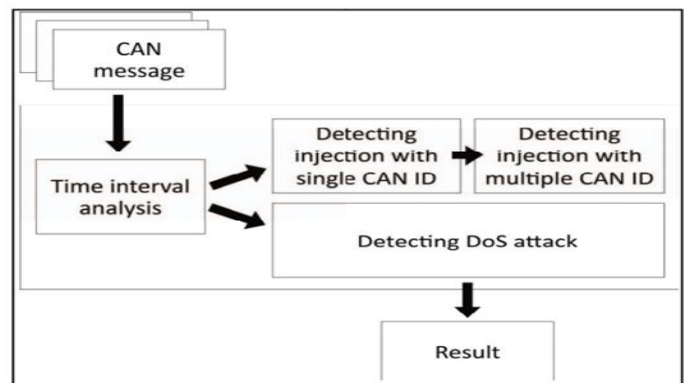 CAN
message
Time interval
analysis
Detecting
injection with
single CAN ID
Detecting
injection with
multiple CAN ID
Detecting DoS attack
Result